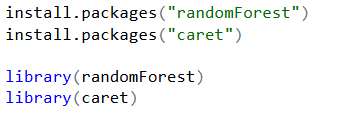 install.packages("randomForest")
install.packages("caret")
library(randomForest)
library(caret)